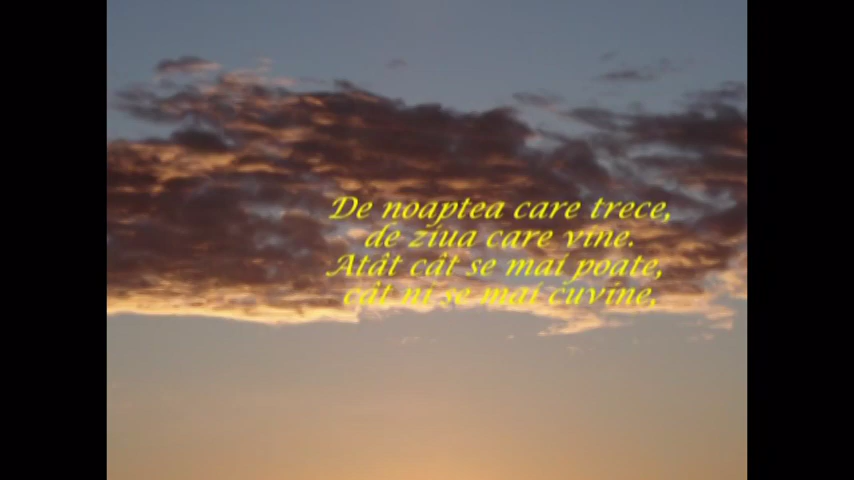 De noaptea care trece,
de ziua care vine.
Atât cât se mai poate,
cât ni se mai cuvine,